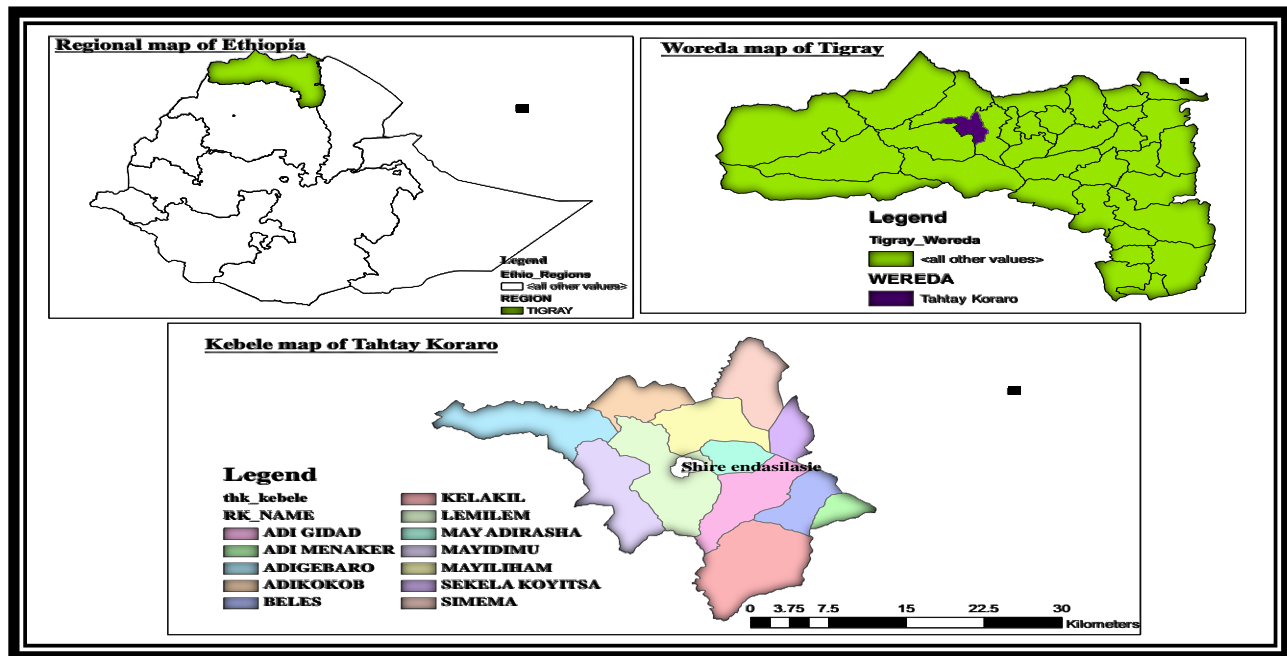 Regional map of Ethiopia
Legend
Ethio_Regions
<all other values>
REGION
TIGRAY
Woreda map of Tigray
Legend
Tigray_Wereda
<all other values>
WEREDA
Tahtay Koraro
Kebele map of Tahtay Koraro
Shire endasilasie
Legend
thk_kebele
RK_NAME
ADI GIDAD
ADI MENAKER
ADIGEBARO
ADIKOKOB
BELES
KELAKIL
LEMILEM
MAY ADIRASHA
MAYIDIMU
MAYILIHAM
SEKELA KOYITSA
SIMEMA
0 3.75 7.5 15 22.5 30
Kilometers